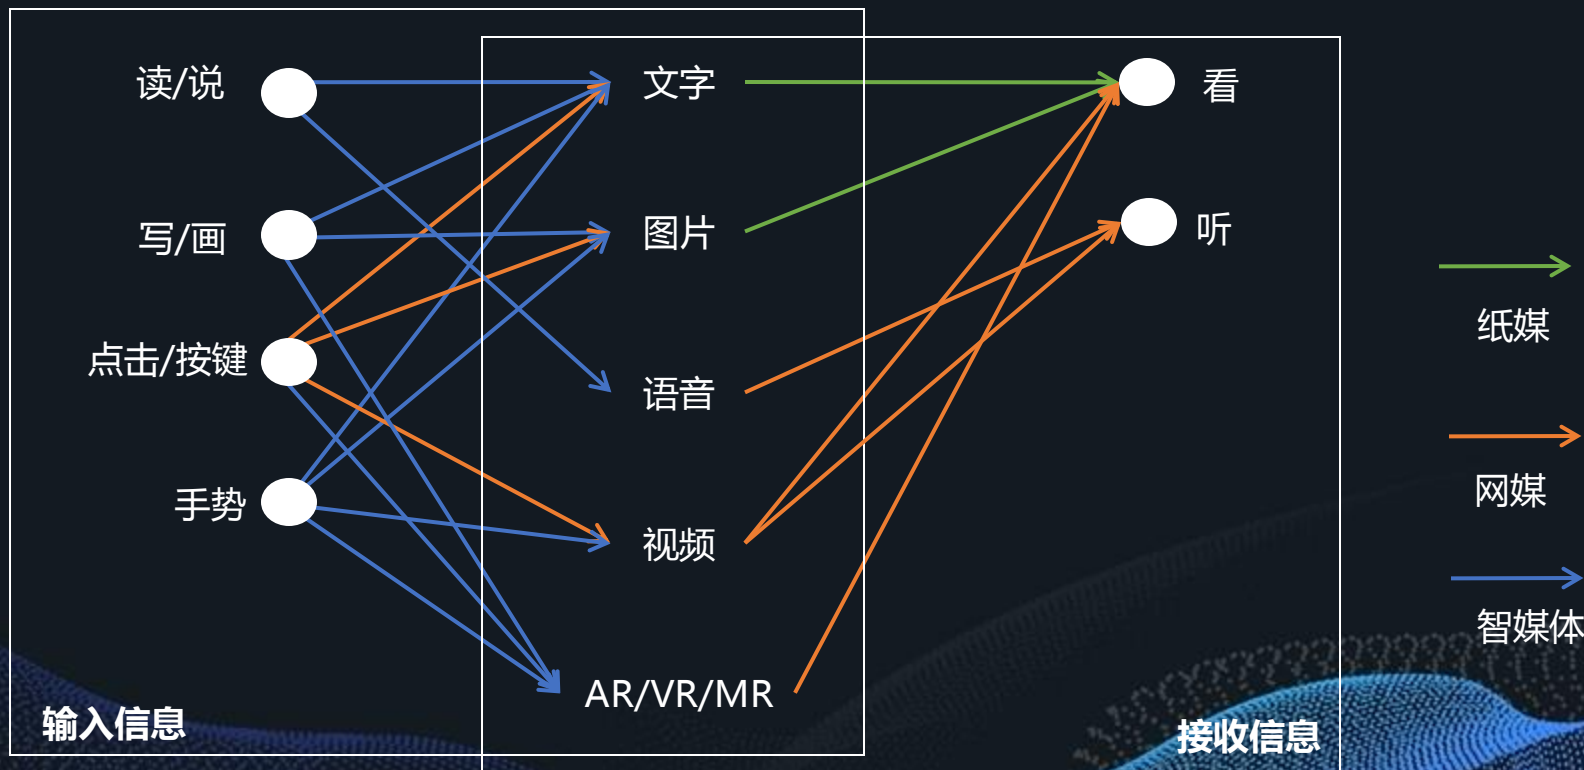 读/说
文字
看
写/画
图片
听
点击/按键
语音
手势
视频
AR/VR/MR
纸媒
网媒
智媒体
输入信息
接收信息